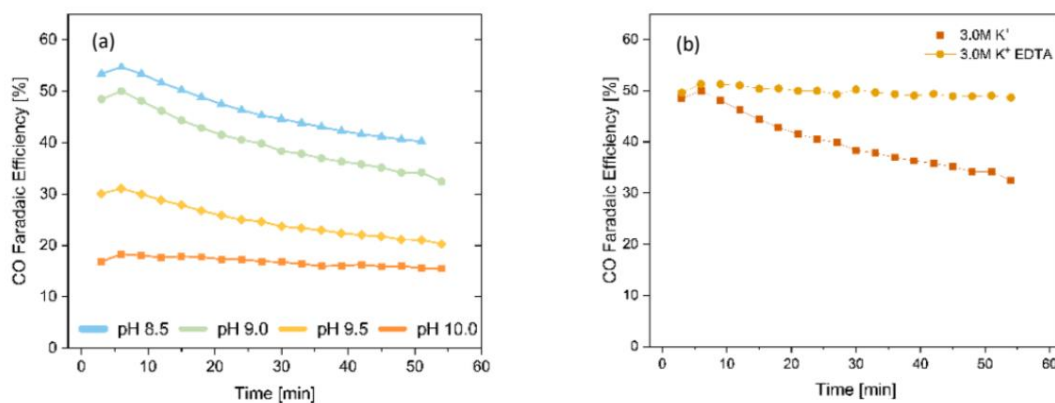 (a)
CO Faradaic Efficiency [%]
60
50
40
30
20
10
0
pH 8.5 pH 9.0 pH 9.5 pH 10.0
0 10 20 30 40 50 60
Time [min]
(b)
3.0M K⁺
3.0M K⁺ EDTA
CO Faradaic Efficiency [%]
60
50
40
30
20
10
0
0 10 20 30 40 50 60
Time [min]